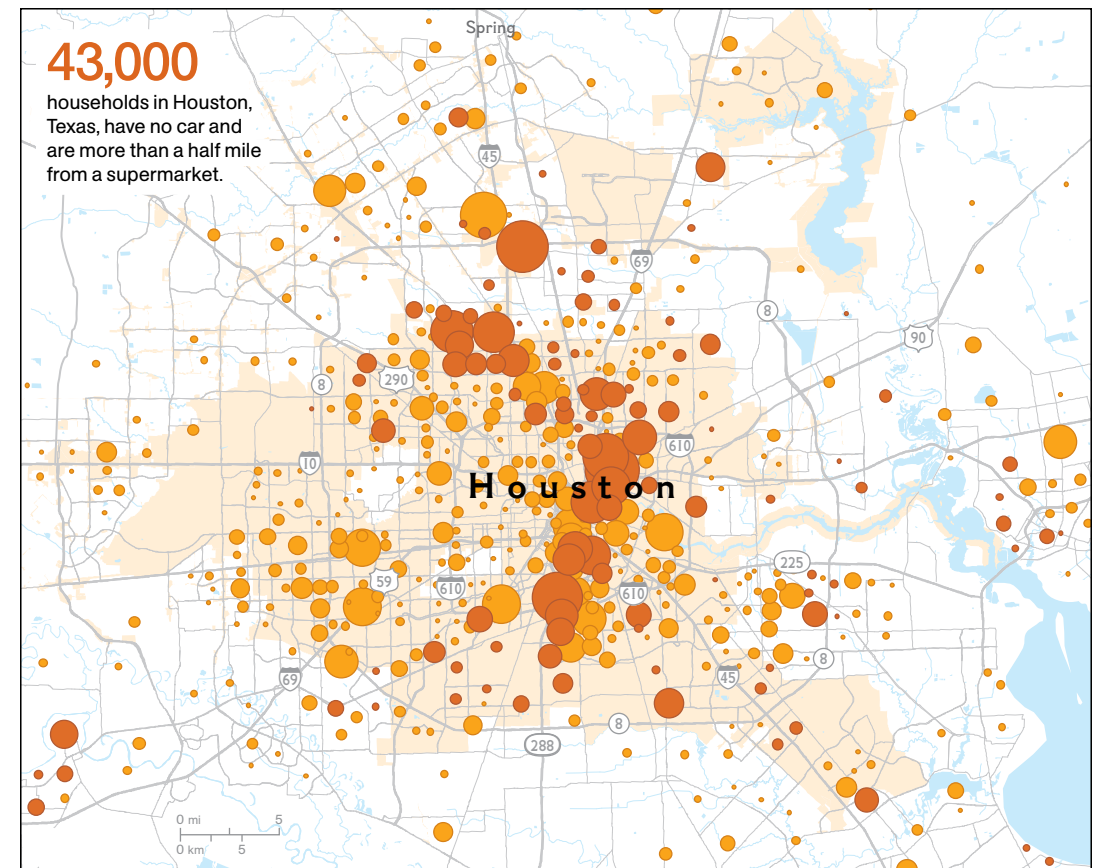 Spring
43,000
households in Houston,
Texas, have no car and
are more than a half mile
from a supermarket.
45
69
8
90
8
290
610
10
Houston
225
59
610
610
8
69
45
8
288
0 mi 5
0 km 5